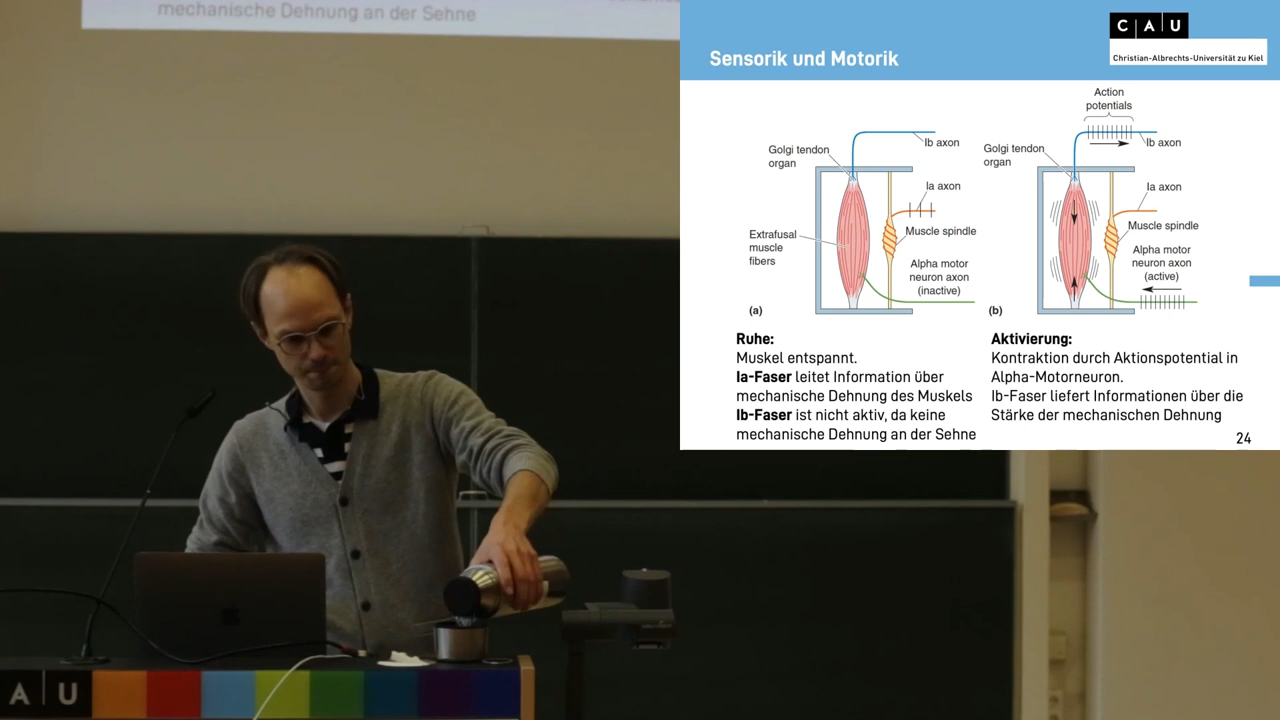 mechanische Dehnung an der Sehne
Sensorik und Motorik
CAU
Christian-Albrechts-Universität zu Kiel
Action
potentials
Golgi tendon
organ
Ib axon
Ia axon
Extrafusal
muscle
fibers
Muscle spindle
Alpha motor
neuron axon
(inactive)
(a)
Golgi tendon
organ
Ib axon
Ia axon
Muscle spindle
Alpha motor
neuron axon
(active)
(b)
Ruhe:
Muskel entspannt.
Ia-Faser leitet Information über
mechanische Dehnung des Muskels
Ib-Faser ist nicht aktiv, da keine
mechanische Dehnung an der Sehne
Aktivierung:
Kontraktion durch Aktionspotential in
Alpha-Motorneuron.
Ib-Faser liefert Informationen über die
Stärke der mechanischen Dehnung
24
AU